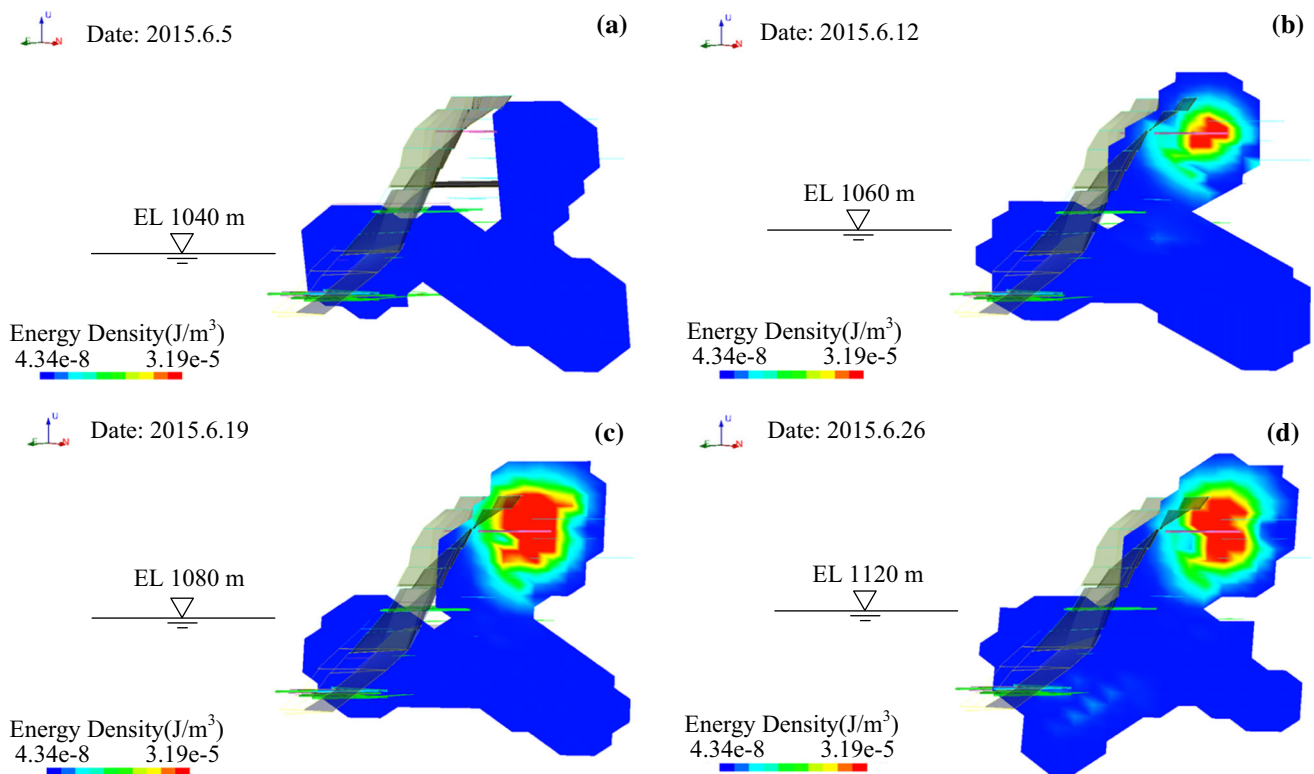 U
E
N
Date: 2015.6.5
(a)
EL 1040 m
Energy Density(J/m³)
4.34e-8 3.19e-5
U
E
N
Date: 2015.6.12
(b)
EL 1060 m
Energy Density(J/m³)
4.34e-8 3.19e-5
U
E
N
Date: 2015.6.19
(c)
EL 1080 m
Energy Density(J/m³)
4.34e-8 3.19e-5
U
E
N
Date: 2015.6.26
(d)
EL 1120 m
Energy Density(J/m³)
4.34e-8 3.19e-5